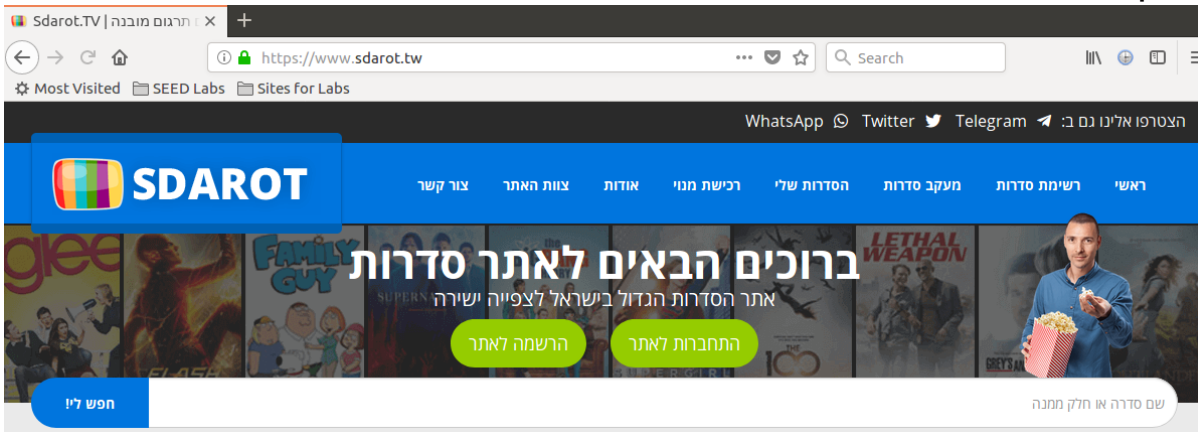 Sdarot.TV | תרגום מובנה
https://www.sdarot.tw
Search
Most Visited SEED Labs Sites for Labs
הצטרפו אלינו גם ב: Telegram Twitter WhatsApp
SDAROT
ראשי רשימת סדרות מעקב סדרות הסדרות שלי רכישת מנוי אודות צוות האתר צור קשר
glee
FLASH
FAMILY GUY
THE 100
LETHAL WEAPON
ברוכים הבאים לאתר סדרות
אתר הסדרות הגדול בישראל לצפייה ישירה
התחברות לאתר הרשמה לאתר
שם סדרה או חלק ממנה
חפש לי!